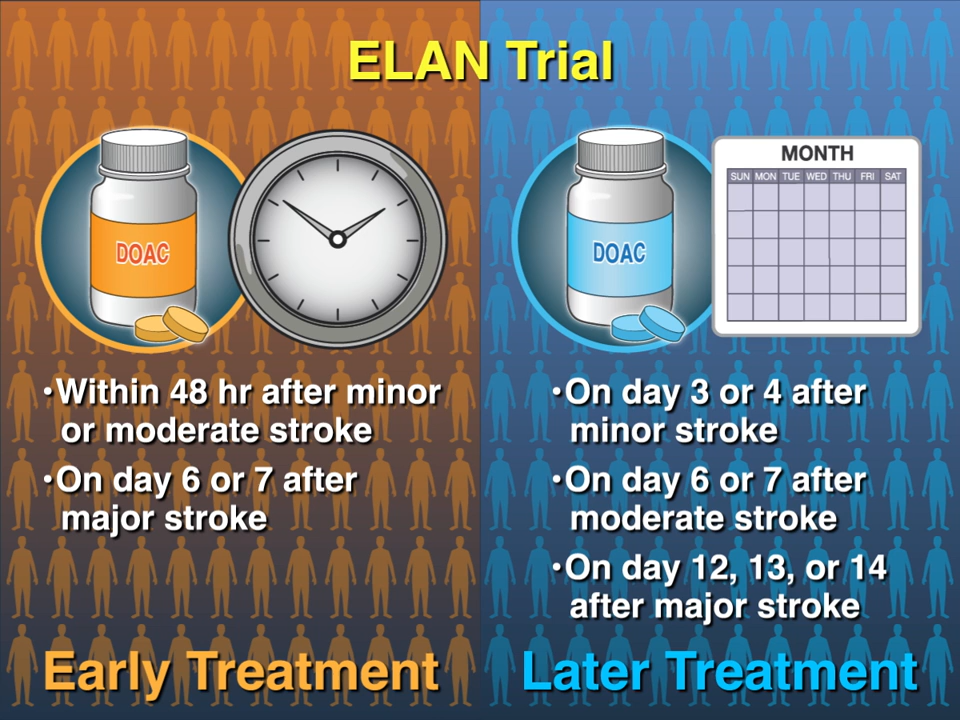 ELAN Trial
DOAC
•Within 48 hr after minor
or moderate stroke
•On day 6 or 7 after
major stroke
Early Treatment
DOAC
MONTH
SUN MON TUE WED THU FRI SAT
•On day 3 or 4 after
minor stroke
•On day 6 or 7 after
moderate stroke
•On day 12, 13, or 14
after major stroke
Later Treatment